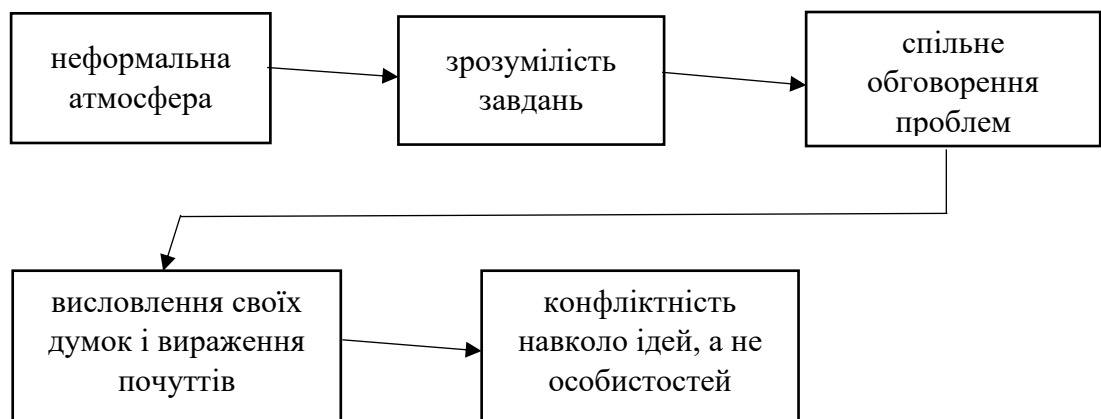 неформальна
атмосфера
зрозумілість
завдань
спільне
обговорення
проблем
висловлення своїх
думок і вираження
почуттів
конфліктність
навколо ідей, а не
особистостей